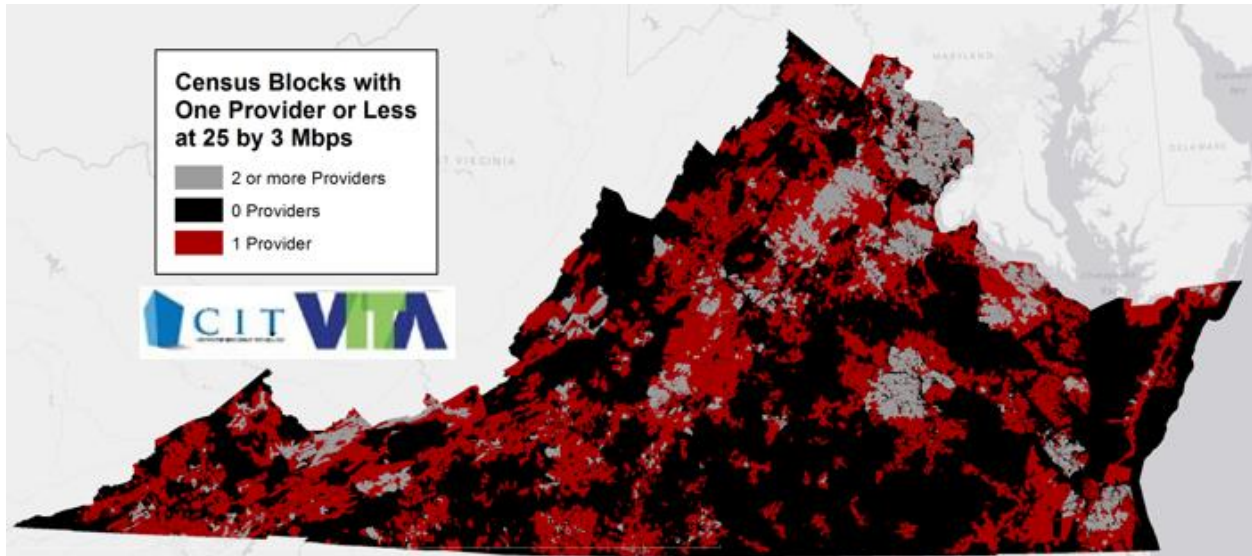 Census Blocks with
One Provider or Less
at 25 by 3 Mbps
2 or more Providers
0 Providers
1 Provider
CIT
VITA
MARYLAND
VIRGINIA
DELAWARE